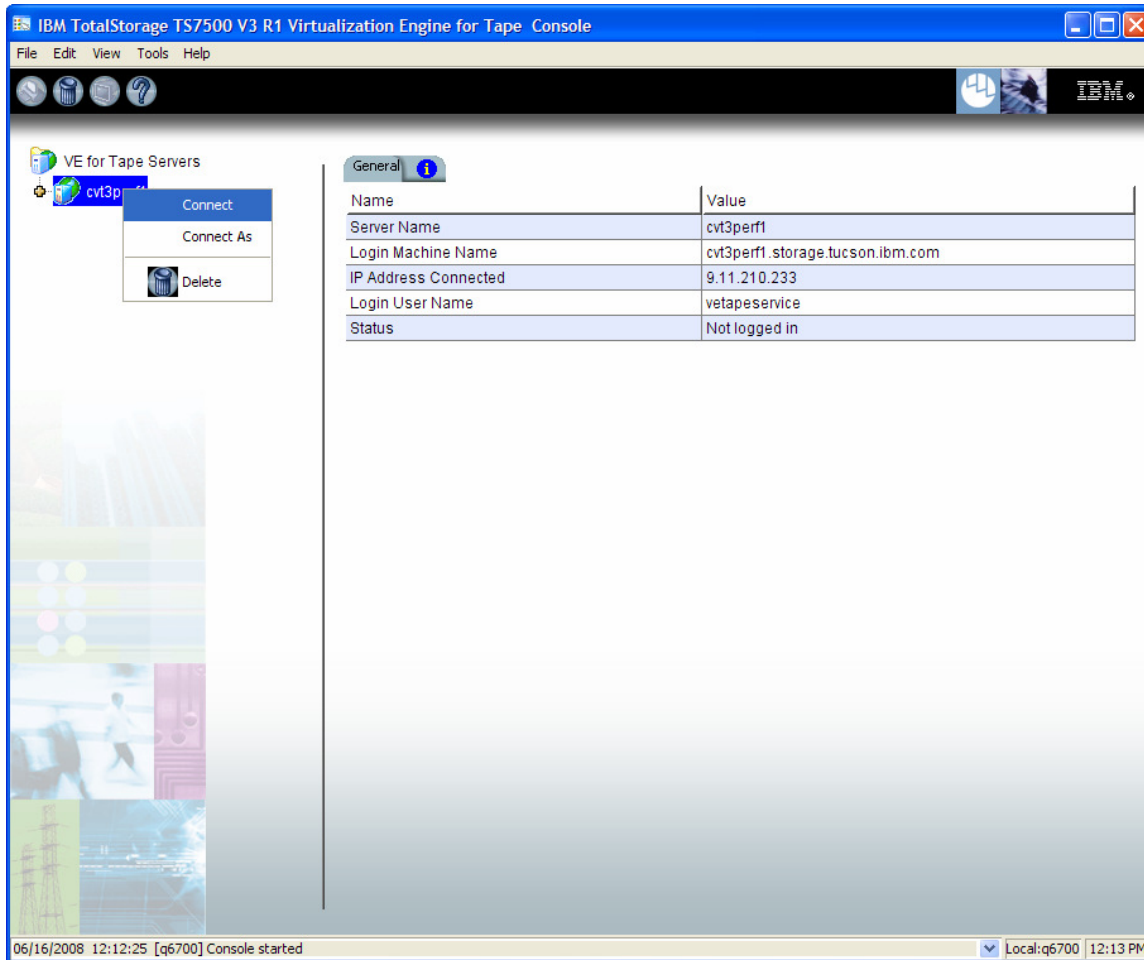 IBM TotalStorage TS7500 V3 R1 Virtualization Engine for Tape Console
File Edit View Tools Help
IBM
VE for Tape Servers
cvt3p
Connect
Connect As
Delete
General
Name Value
Server Name cvt3perf1
Login Machine Name cvt3perf1.storage.tucson.ibm.com
IP Address Connected 9.11.210.233
Login User Name vetapeservice
Status Not logged in
06/16/2008 12:12:25 [q6700] Console started
Local:q6700 12:13 PM